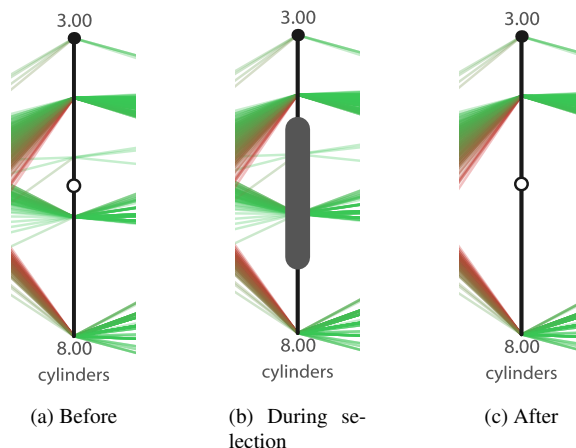 3.00 3.00 3.00
8.00 8.00 8.00
cylinders cylinders cylinders
(a) Before (b) During se- (c) After
lection